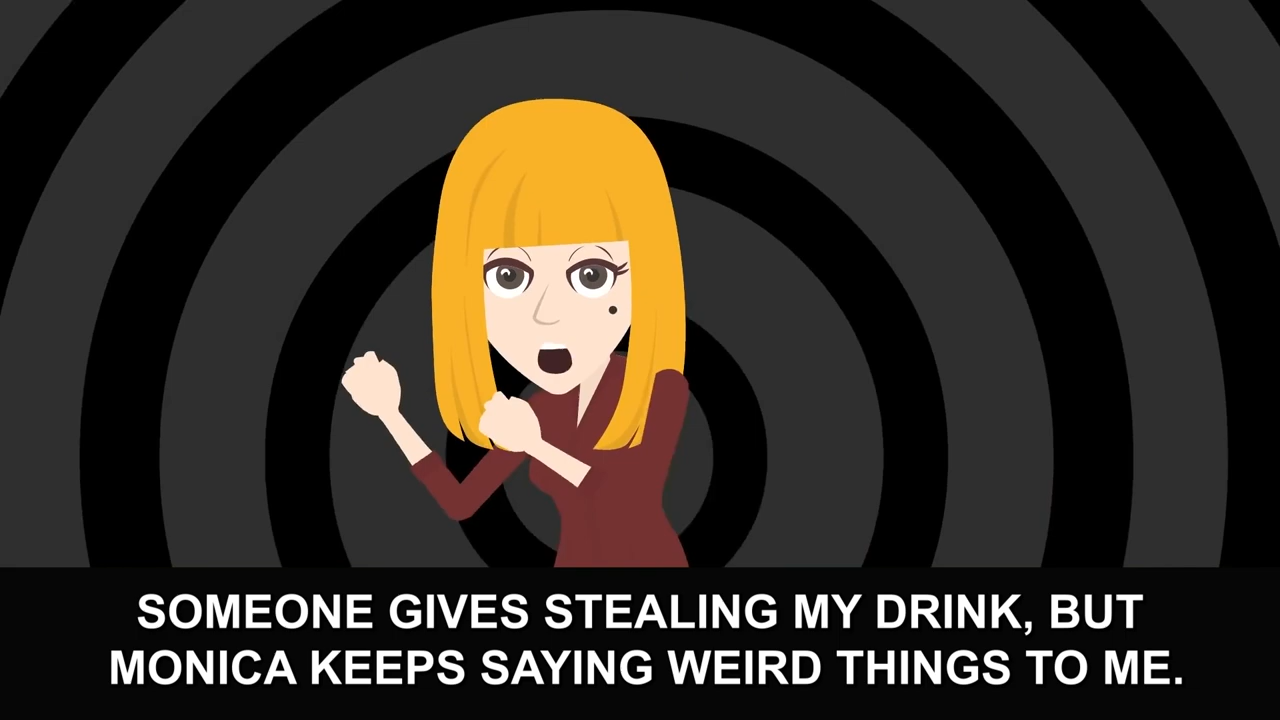 SOMEONE GIVES STEALING MY DRINK, BUT
MONICA KEEPS SAYING WEIRD THINGS TO ME.